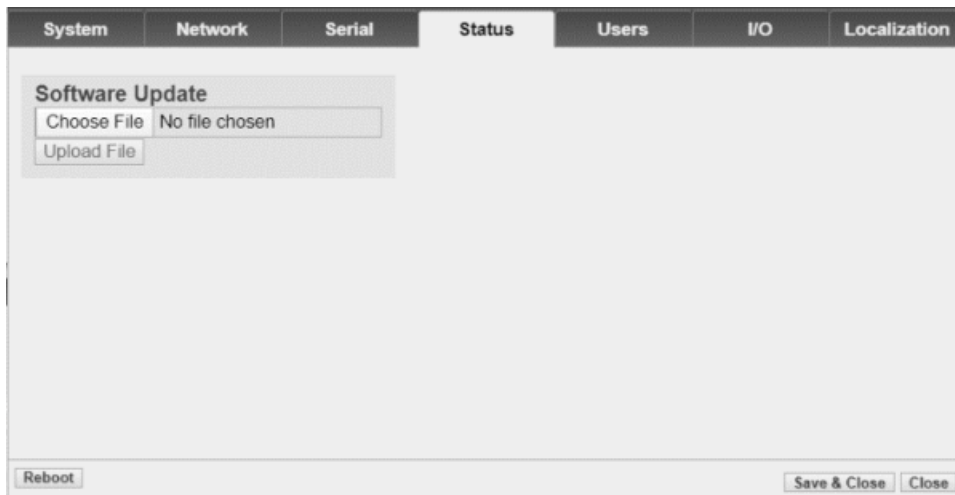 System Network Serial Status Users I/O Localization
Software Update
Choose File No file chosen
Upload File
Reboot Save & Close Close